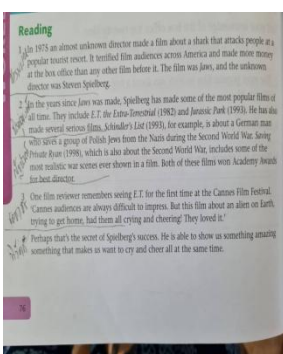 Reading
In 1975 an almost unknown director made a film about a shark that attacks people at a
popular tourist resort. It terrified film audiences across America and made more money
at the box office than any other film before it. The film was Jaws, and the unknown
director was Steven Spielberg.
2 In the years since Jaws was made, Spielberg has made some of the most popular films of
all time. They include E.T. the Extra-Terrestrial (1982) and Jurassic Park (1993). He has also
made several serious films. Schindler's List (1993), for example, is about a German man
who saves a group of Polish Jews from the Nazis during the Second World War. Saving
Private Ryan (1998), which is also about the Second World War, includes some of the
most realistic war scenes ever shown in a film. Both of these films won Academy Awards
for best director.
One film reviewer remembers seeing E.T. for the first time at the Cannes Film Festival.
'Cannes audiences are always difficult to impress. But this film about an alien on Earth,
trying to get home, had them all crying and cheering! They loved it.'
Perhaps that's the secret of Spielberg's success. He is able to show us something amazing
something that makes us want to cry and cheer all at the same time.
76